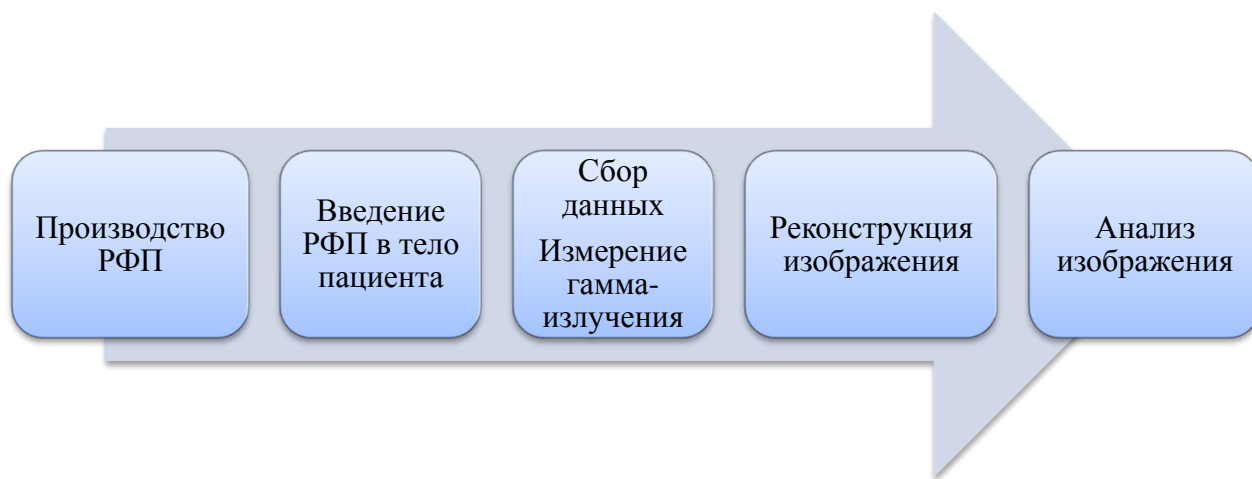 Производство
РФП
Введение
РФП в тело
пациента
Сбор
данных
Измерение
гамма-
излучения
Реконструкция
изображения
Анализ
изображения